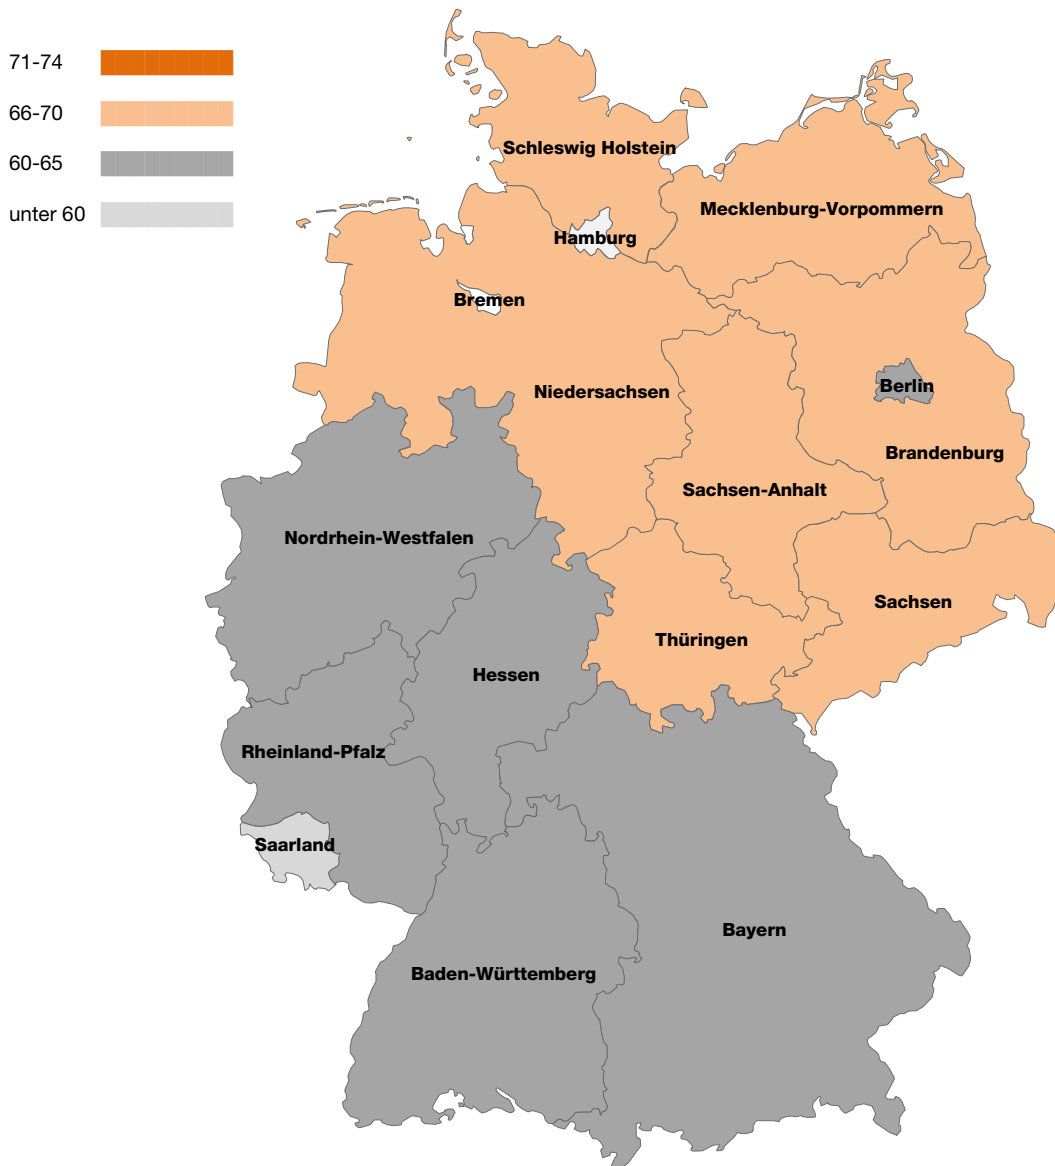 71-74
66-70
60-65
unter 60
Schleswig Holstein
Mecklenburg-Vorpommern
Hamburg
Bremen
Berlin
Niedersachsen
Brandenburg
Sachsen-Anhalt
Nordrhein-Westfalen
Sachsen
Thüringen
Hessen
Rheinland-Pfalz
Saarland
Bayern
Baden-Württemberg